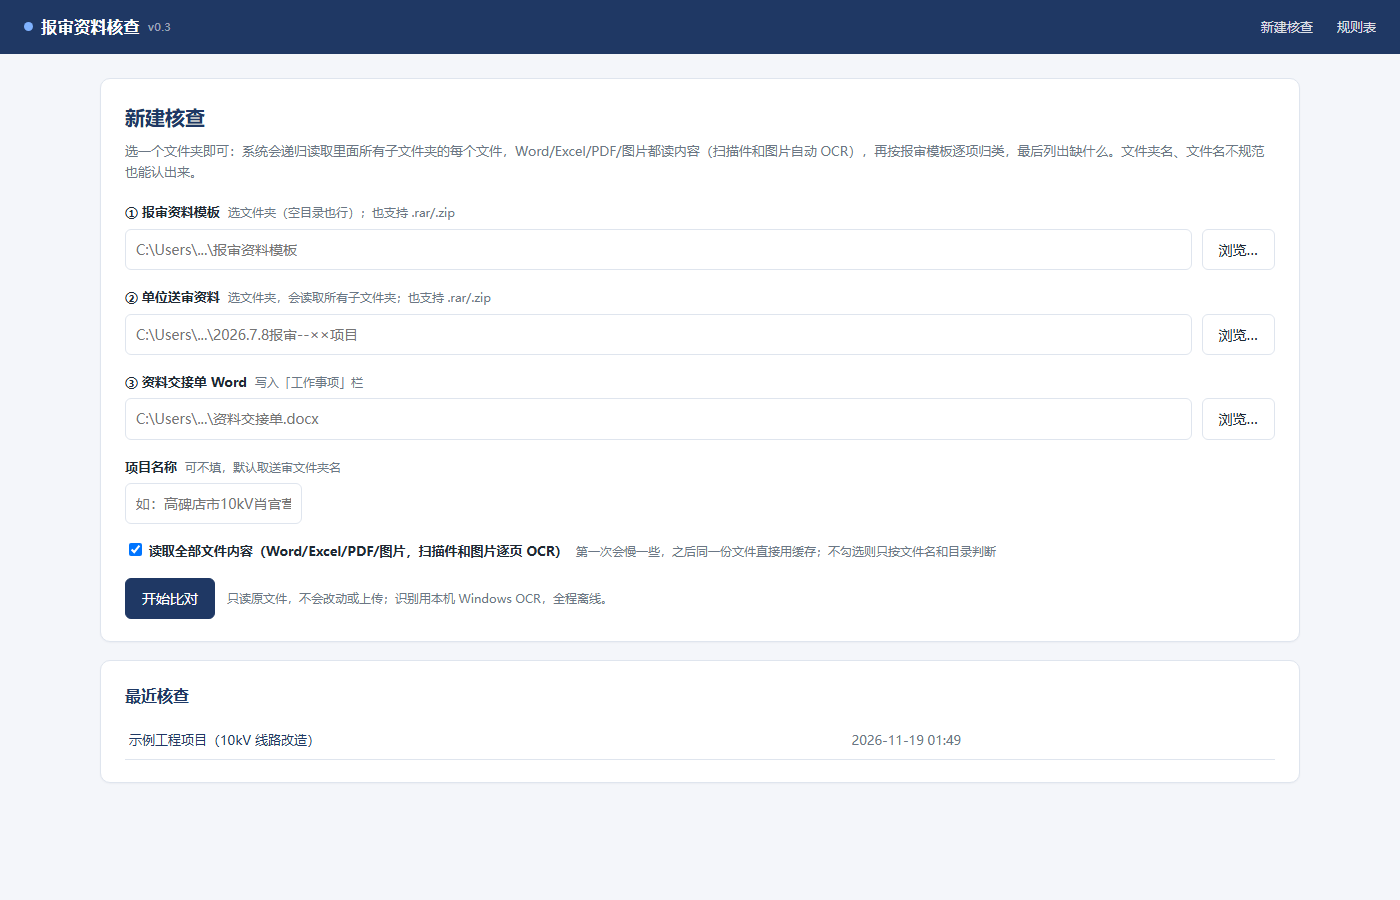 报审资料核查 v0.3
新建核查 规则表
新建核查
选一个文件夹即可：系统会递归读取里面所有子文件夹的每个文件，Word/Excel/PDF/图片都读内容（扫描件和图片自动 OCR），再按报审模板逐项归类，最后列出缺什么。文件夹名、文件名不规范
也能认出来。
① 报审资料模板 选文件夹（空目录也行）；也支持 .rar/.zip
C:\Users\...\报审资料模板
浏览...
② 单位送审资料 选文件夹，会读取所有子文件夹；也支持 .rar/.zip
C:\Users\...\2026.7.8报审--××项目
浏览...
③ 资料交接单 Word 写入「工作事项」栏
C:\Users\...\资料交接单.docx
浏览...
项目名称 可不填，默认取送审文件夹名
如：高碑店市10kV肖官
读取全部文件内容（Word/Excel/PDF/图片，扫描件和图片逐页 OCR） 第一次会慢一些，之后同一份文件直接用缓存；不勾选则只按文件名和目录判断
开始比对 只读原文件，不会改动或上传；识别用本机 Windows OCR，全程离线。
最近核查
示例工程项目（10kV 线路改造） 2026-11-19 01:49